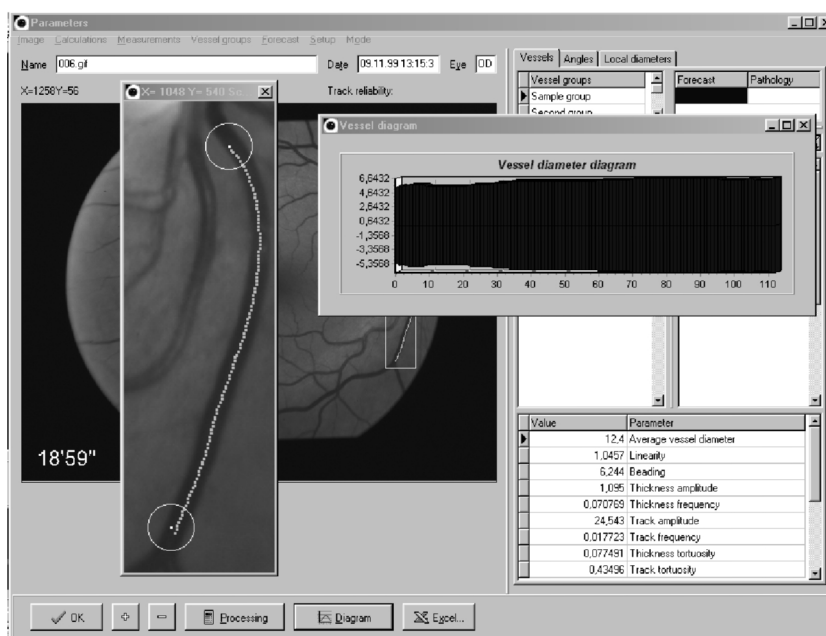 Parameters
Image Calculations Measurements Vessel groups Forecast Setup Mode
Name 006.gif Date 09.11.99 13:15:3 Eye OD
X=1258Y=56 Track reliability:
X= 1048 Y= 540
Vessels Angles Local diameters
Vessel groups
Sample group
Second group
Forecast Pathology
Vessel diagram
Vessel diameter diagram
6,6432
4,6432
2,6432
0,6432
-1,3568
-3,3568
-5,3568
0 10 20 30 40 50 60 70 80 90 100 110
18'59"
Value Parameter
12,4 Average vessel diameter
1,0457 Linearity
6,244 Beading
1,095 Thickness amplitude
0,070769 Thickness frequency
24,543 Track amplitude
0,017723 Track frequency
0,077491 Thickness tortuosity
0,43496 Track tortuosity
OK + − Processing Diagram Excel...